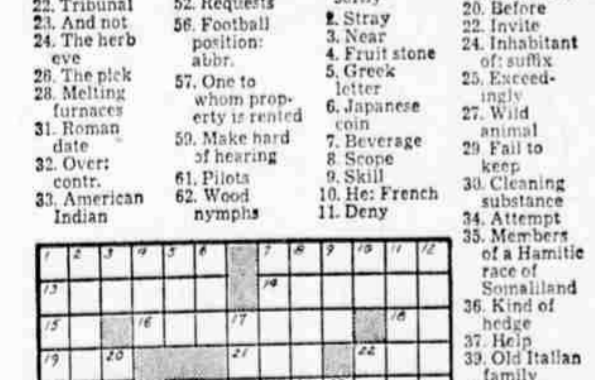 22. Tribunal
23. And not
24. The herb
eve
26. The pick
28. Melting
furnaces
31. Roman
date
32. Over:
contr.
33. American
Indian
52. Requests
56. Football
position:
abbr.
57. One to
whom prop-
erty is rented
59. Make hard
of hearing
61. Pilots
62. Wood
nymphs
2. Stray
3. Near
4. Fruit stone
5. Greek
letter
6. Japanese
coin
7. Beverage
8. Scope
9. Skill
10. He: French
11. Deny
20. Before
22. Invite
24. Inhabitant
of: suffix
25. Exceed-
ingly
27. Wild
animal
29. Fail to
keep
30. Cleaning
substance
34. Attempt
35. Members
of a Hamitic
race of
Somaliland
36. Kind of
hedge
37. Help
39. Old Italian
family
1 2 3 4 5 6 7 8 9 10 11 12
13 14
15 16 17 18
19 20 21 22